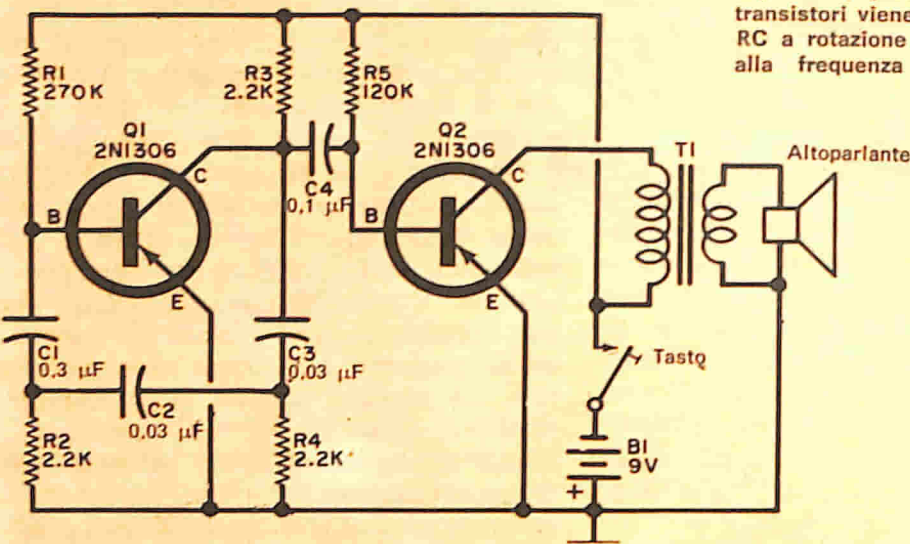 transistori viene
RC a rotazione
alla frequenza
R1
270K
R3
2.2K
R5
120K
Q1
2N1306
Q2
2N1306
T1
Altoparlante
C
C
C4
0,1 µF
B
B
E
E
C1
0.3 µF
C3
0,03 µF
C2
0,03 µF
Tasto
R2
2.2K
R4
2.2K
B1
9V
+